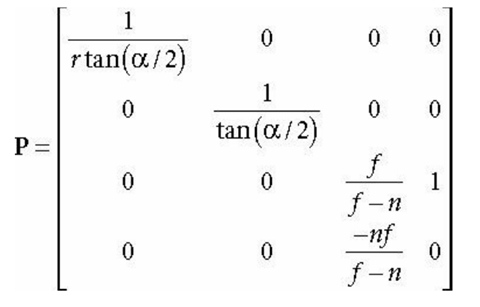 P = [ 1 / (r tan(α/2)) 0 0 0
0 1 / tan(α/2) 0 0
0 0 f / (f − n) 1
0 0 −nf / (f − n) 0 ]